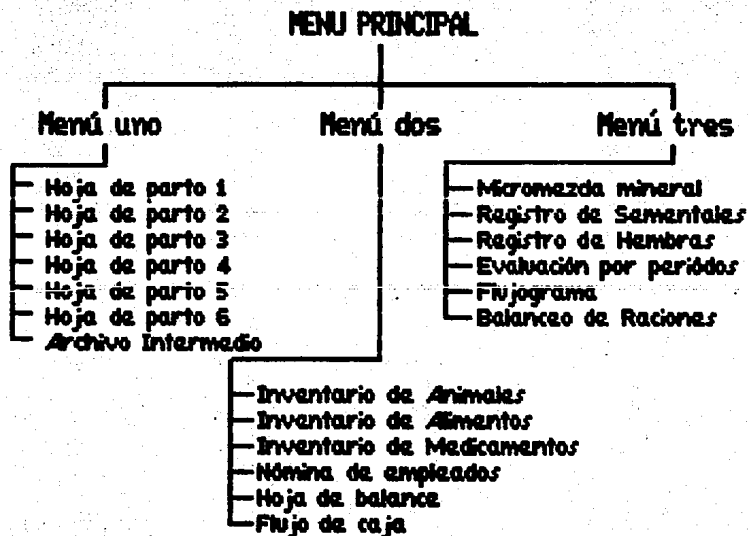 MENU PRINCIPAL
Menú uno
Hoja de parto 1
Hoja de parto 2
Hoja de parto 3
Hoja de parto 4
Hoja de parto 5
Hoja de parto 6
Archivo Intermedio
Menú dos
Inventario de Animales
Inventario de Alimentos
Inventario de Medicamentos
Nómina de empleados
Hoja de balance
Flujo de caja
Menú tres
Micromezcla mineral
Registro de Sementales
Registro de Hembras
Evaluación por periódos
Flujograma
Balanceo de Raciones